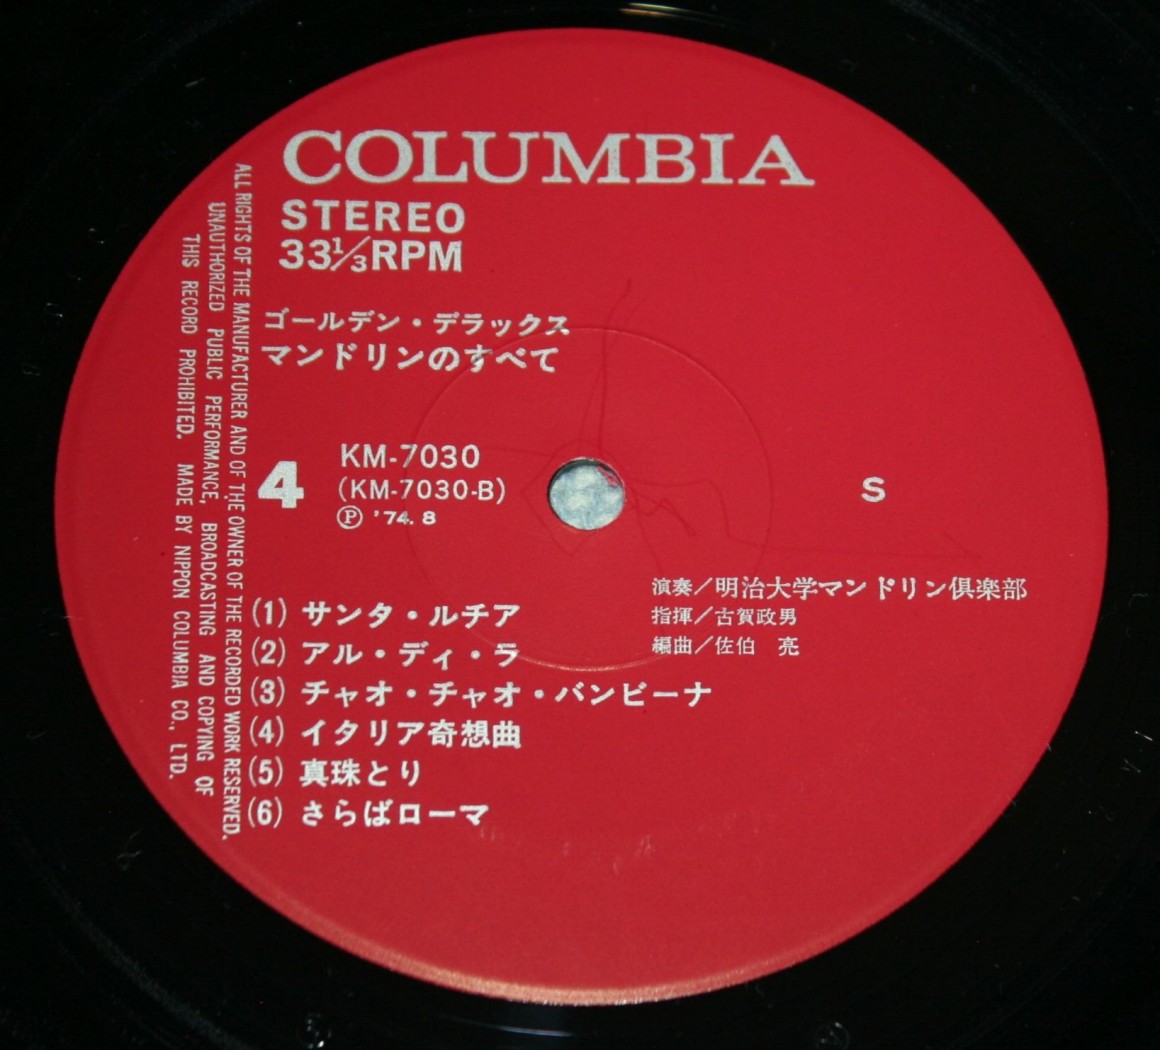 COLUMBIA
STEREO
33⅓RPM
ゴールデン・デラックス
マンドリンのすべて
KM-7030
4
(KM-7030-B)
Ⓟ '74.8
S
演奏/明治大学マンドリン倶楽部
指揮/古賀政男
編曲/佐伯 亮
(1) サンタ・ルチア
(2) アル・ディ・ラ
(3) チャオ・チャオ・バンビーナ
(4) イタリア奇想曲
(5) 真珠とり
(6) さらばローマ
ALL RIGHTS OF THE MANUFACTURER AND OF THE OWNER OF THE RECORDED WORK RESERVED.
UNAUTHORIZED PUBLIC PERFORMANCE, BROADCASTING AND COPYING OF
THIS RECORD PROHIBITED. MADE BY NIPPON COLUMBIA CO., LTD.